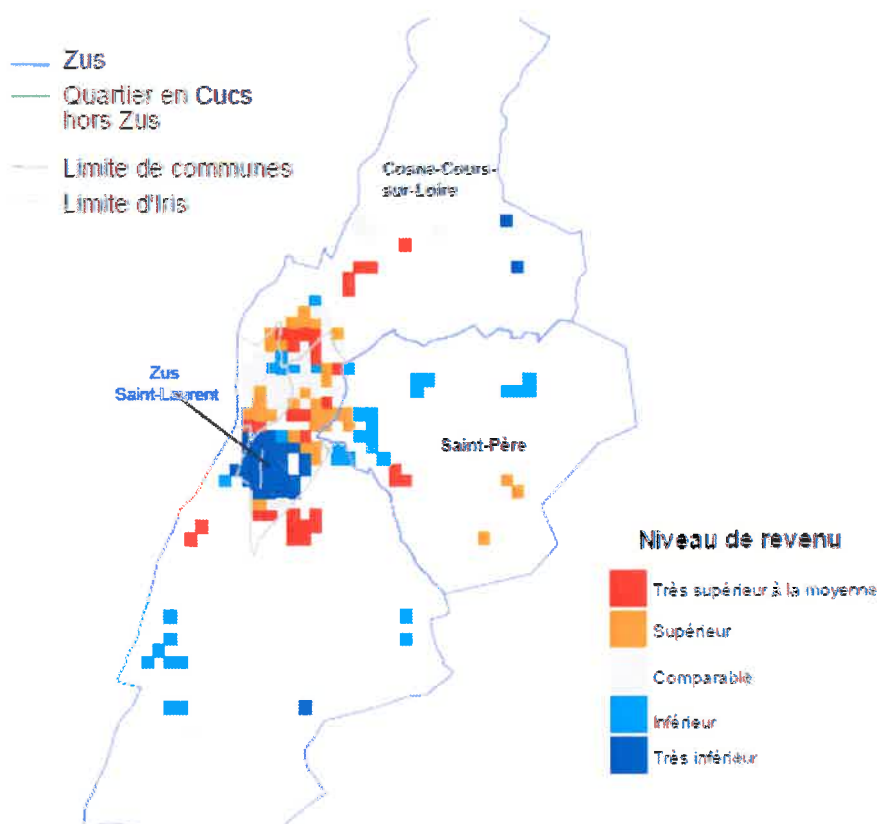 Zus
Quartier en Cucs
hors Zus
Limite de communes
Limite d'Iris
Cosne-Cours-
sur-Loire
Zus
Saint-Laurent
Saint-Père
Niveau de revenu
Très supérieur à la moyenne
Supérieur
Comparable
Inférieur
Très inférieur